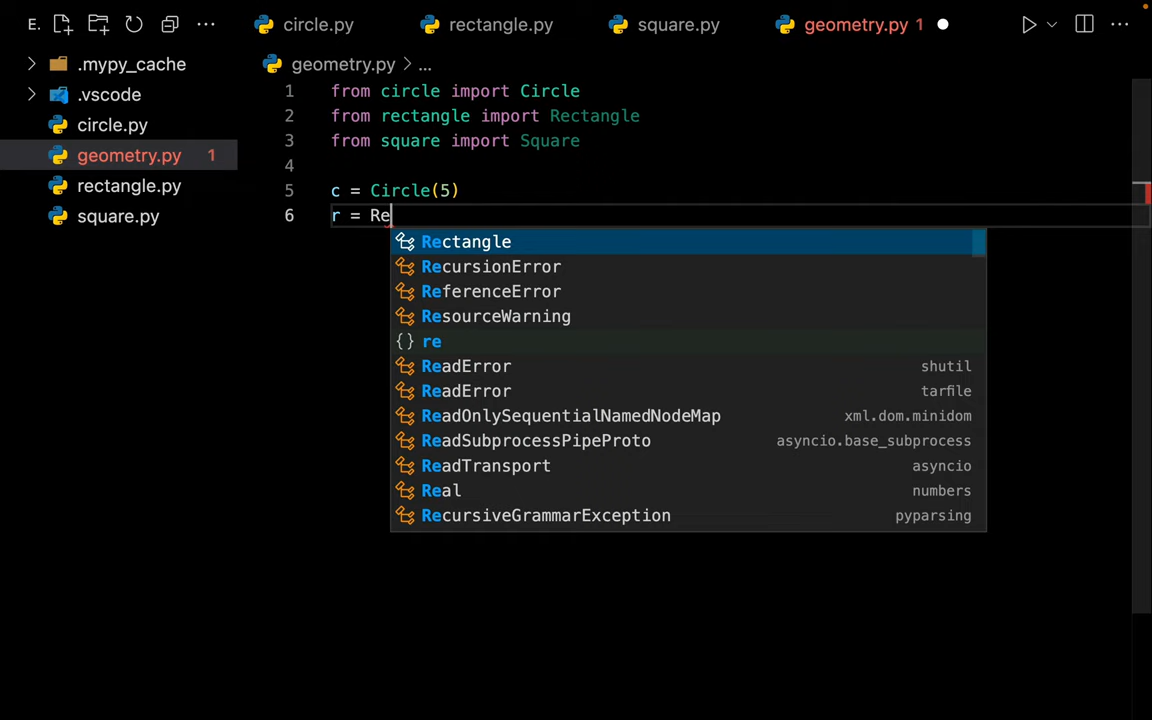 E. ...
circle.py rectangle.py square.py geometry.py 1 ...
.mypy_cache
.vscode
circle.py
geometry.py 1
rectangle.py
square.py
geometry.py > ...
1 from circle import Circle
2 from rectangle import Rectangle
3 from square import Square
4
5 c = Circle(5)
6 r = Re
Rectangle
RecursionError
ReferenceError
ResourceWarning
{} re
ReadError shutil
ReadError tarfile
ReadOnlySequentialNamedNodeMap xml.dom.minidom
ReadSubprocessPipeProto asyncio.base_subprocess
ReadTransport asyncio
Real numbers
RecursiveGrammarException pyparsing